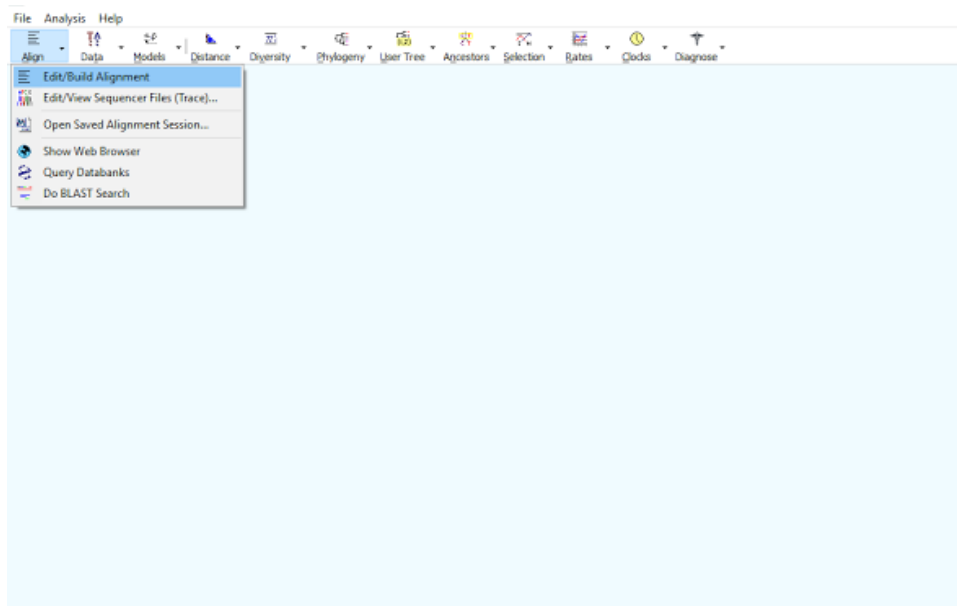 File Analysis Help
Align Data Models Distance Diversity Phylogeny User Tree Ancestors Selection Rates Clocks Diagnose
Edit/Build Alignment
Edit/View Sequencer Files (Trace)...
Open Saved Alignment Session...
Show Web Browser
Query Databanks
Do BLAST Search